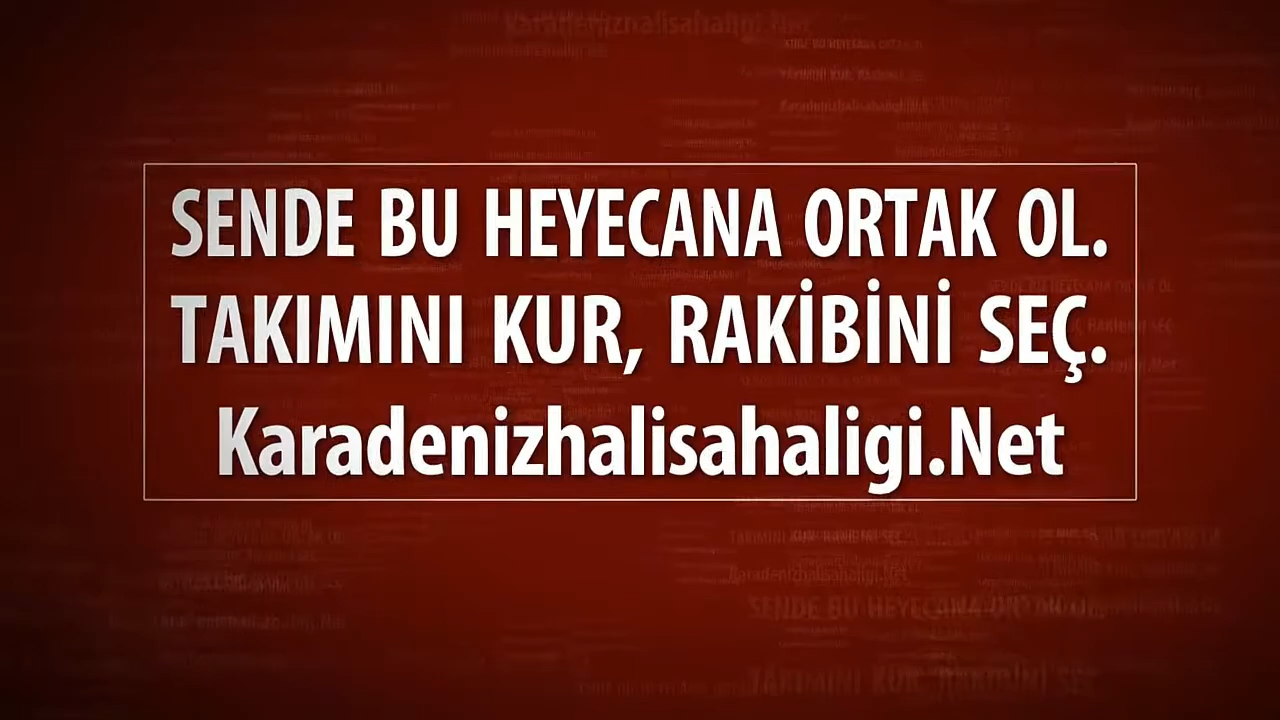 SENDE BU HEYECANA ORTAK OL.
TAKIMINI KUR, RAKİBİNİ SEÇ.
Karadenizhalisahaligi.Net